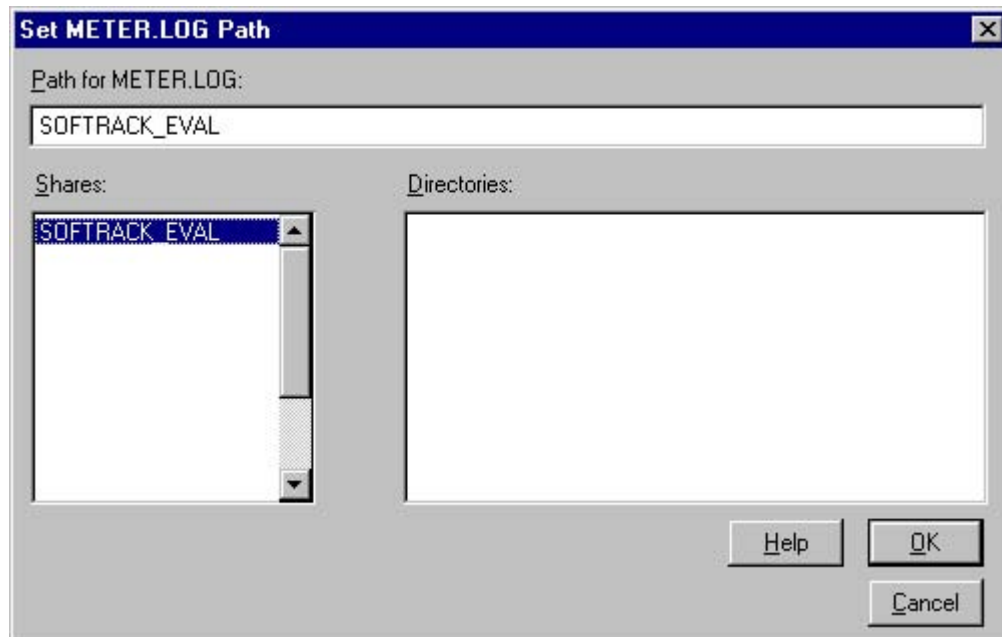 Set METER.LOG Path
Path for METER.LOG:
SOFTRACK_EVAL
Shares:
Directories:
SOFTRACK_EVAL
Help
OK
Cancel